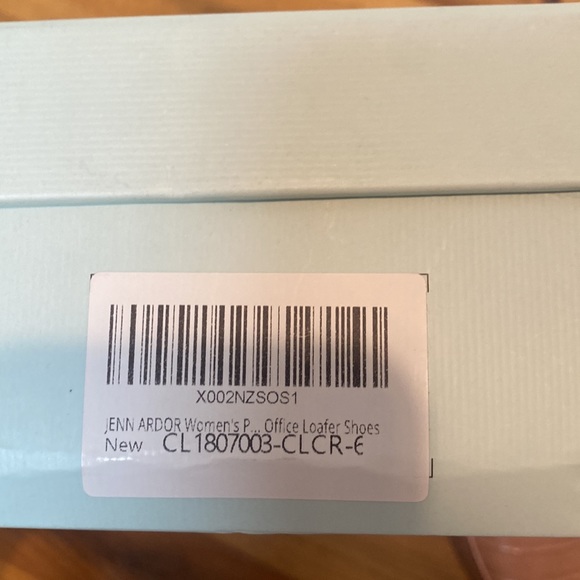 X002NZSOS1
JENN ARDOR Women's P... Office Loafer Shoes
New CL1807003-CLCR-6